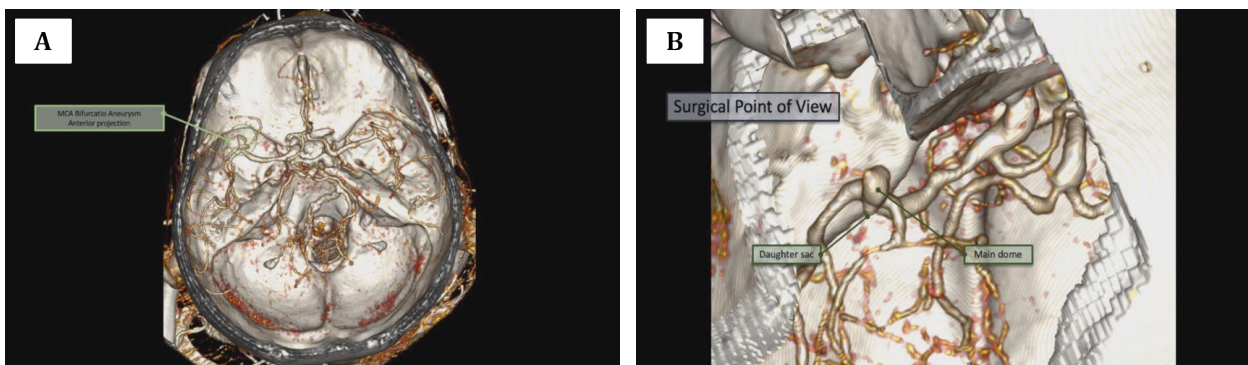 A
MCA Bifurcatio Aneurysm
Anterior projection
B
Surgical Point of View
Daughter sac
Main dome